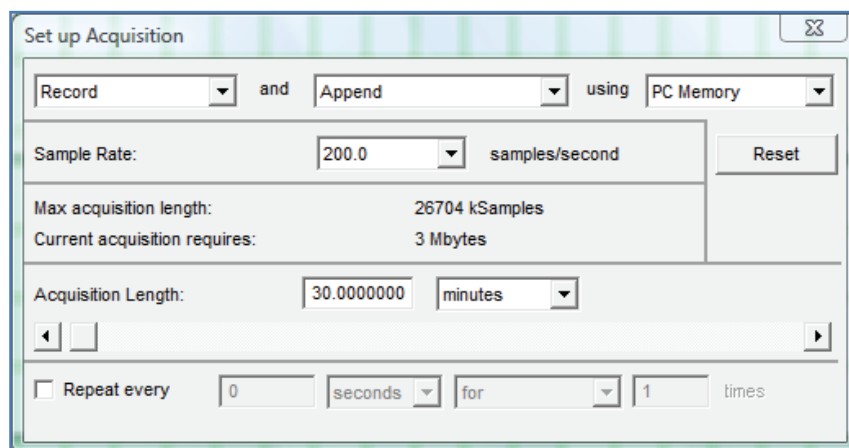 Set up Acquisition
Record and Append using PC Memory
Sample Rate: 200.0 samples/second Reset
Max acquisition length: 26704 kSamples
Current acquisition requires: 3 Mbytes
Acquisition Length: 30.0000000 minutes
Repeat every 0 seconds for 1 times